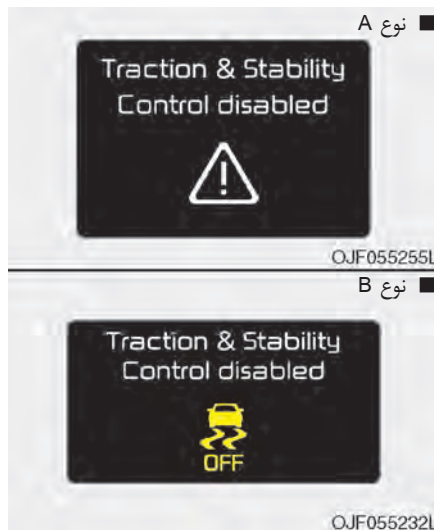 ■ نوع A
Traction & Stability
Control disabled
OJF055255L
■ نوع B
Traction & Stability
Control disabled
OFF
OJF055232L